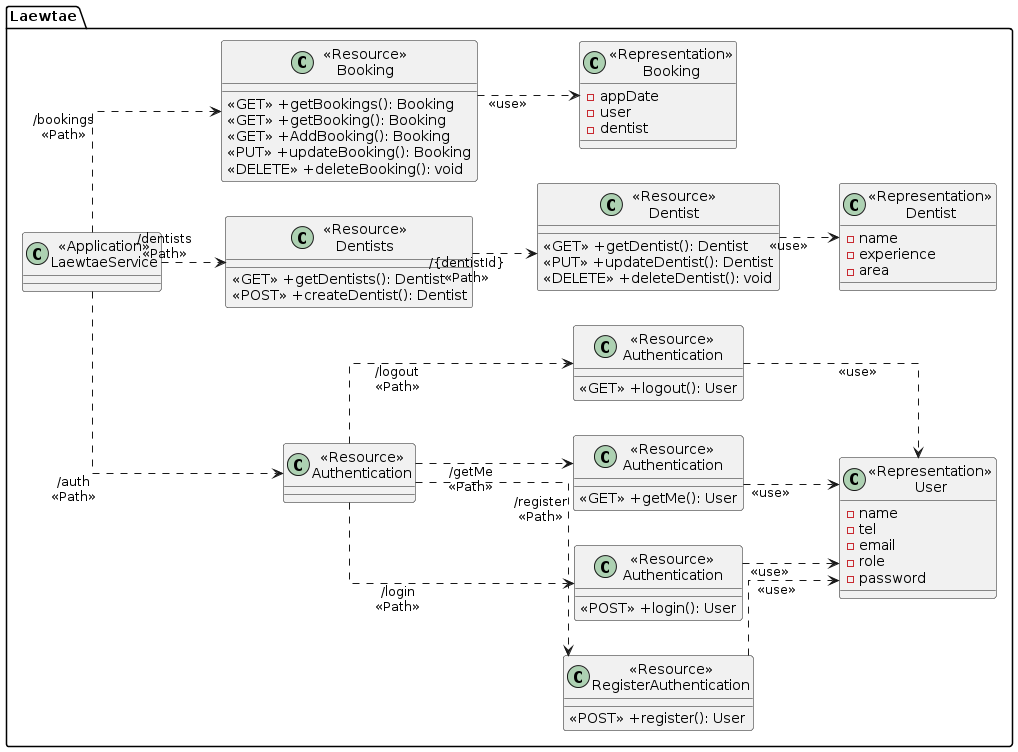 Laewtae
«Resource»
Booking
«GET» +getBookings(): Booking
«GET» +getBooking(): Booking
«GET» +AddBooking(): Booking
«PUT» +updateBooking(): Booking
«DELETE» +deleteBooking(): void
«use»
«Representation»
Booking
appDate
user
dentist
/bookings
«Path»
«Application»
LaewtaeService
/dentists
«Path»
«Resource»
Dentists
«GET» +getDentists(): Dentist
«POST» +createDentist(): Dentist
/{dentistId}
«Path»
«Resource»
Dentist
«GET» +getDentist(): Dentist
«PUT» +updateDentist(): Dentist
«DELETE» +deleteDentist(): void
«use»
«Representation»
Dentist
name
experience
area
/auth
«Path»
«Resource»
Authentication
/logout
«Path»
«Resource»
Authentication
«GET» +logout(): User
«use»
/getMe
«Path»
«Resource»
Authentication
«GET» +getMe(): User
«use»
/register
«Path»
/login
«Path»
«Resource»
Authentication
«POST» +login(): User
«use»
«use»
«Resource»
RegisterAuthentication
«POST» +register(): User
«Representation»
User
name
tel
email
role
password